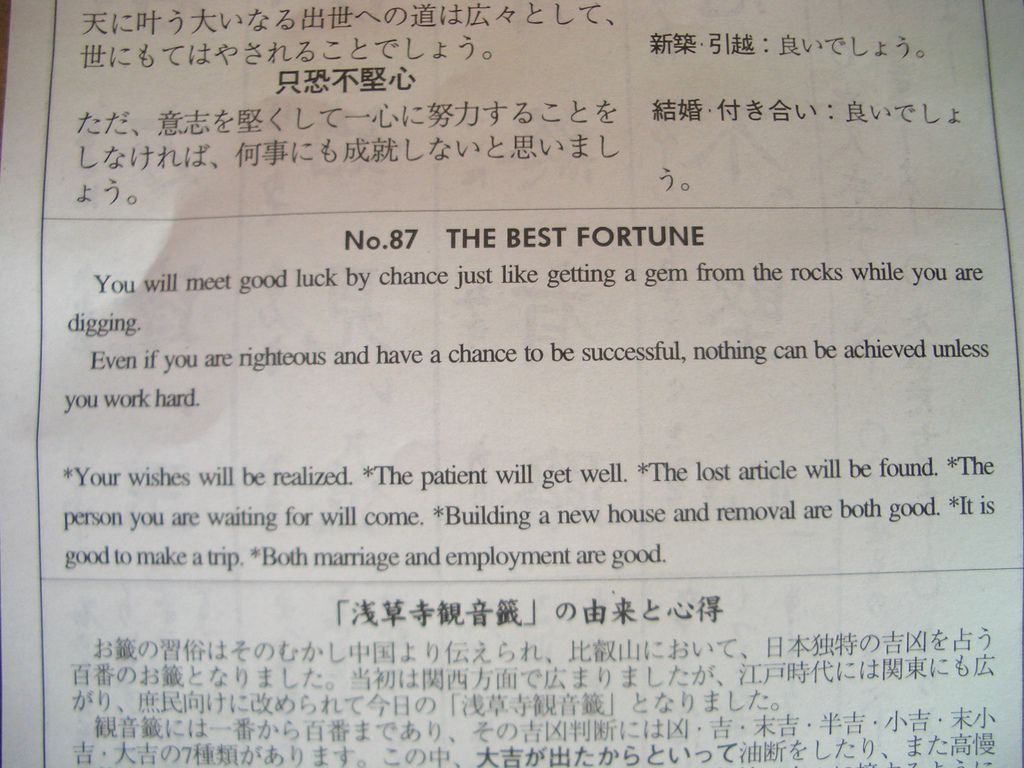 天に叶う大いなる出世への道は広々として、
世にもてはやされることでしょう。
只恐不堅心
ただ、意志を堅くして一心に努力することを
しなければ、何事にも成就しないと思いまし
ょう。
新築・引越：良いでしょう。
結婚・付き合い：良いでしょ
う。
No.87 THE BEST FORTUNE
You will meet good luck by chance just like getting a gem from the rocks while you are
digging.
Even if you are righteous and have a chance to be successful, nothing can be achieved unless
you work hard.
*Your wishes will be realized. *The patient will get well. *The lost article will be found. *The
person you are waiting for will come. *Building a new house and removal are both good. *It is
good to make a trip. *Both marriage and employment are good.
「浅草寺観音籤」の由来と心得
お籤の習俗はそのむかし中国より伝えられ、比叡山において、日本独特の吉凶を占う
百番のお籤となりました。当初は関西方面で広まりましたが、江戸時代には関東にも広
がり、庶民向けに改められて今日の「浅草寺観音籤」となりました。
観音籤には一番から百番まであり、その吉凶判断には凶・吉・末吉・半吉・小吉・末小
吉・大吉の7種類があります。この中、大吉が出たからといって油断をしたり、また高慢